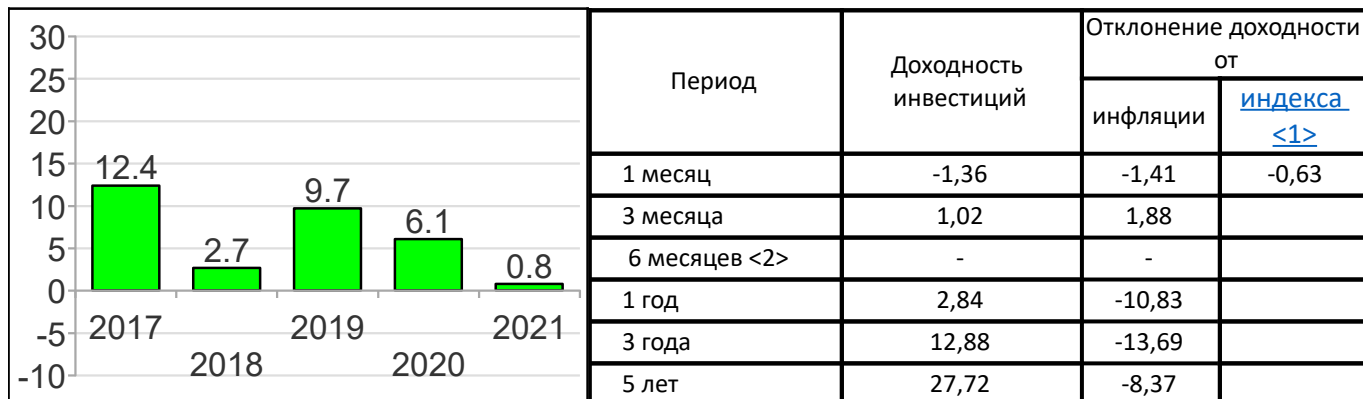 30
25
20
15
10
5
0
-5
-10
12.4
2.7
9.7
6.1
0.8
2017
2018
2019
2020
2021
Период
Доходность
инвестиций
Отклонение доходности
от
инфляции
индекса
<1>
1 месяц -1,36 -1,41 -0,63
3 месяца 1,02 1,88
6 месяцев <2> - -
1 год 2,84 -10,83
3 года 12,88 -13,69
5 лет 27,72 -8,37